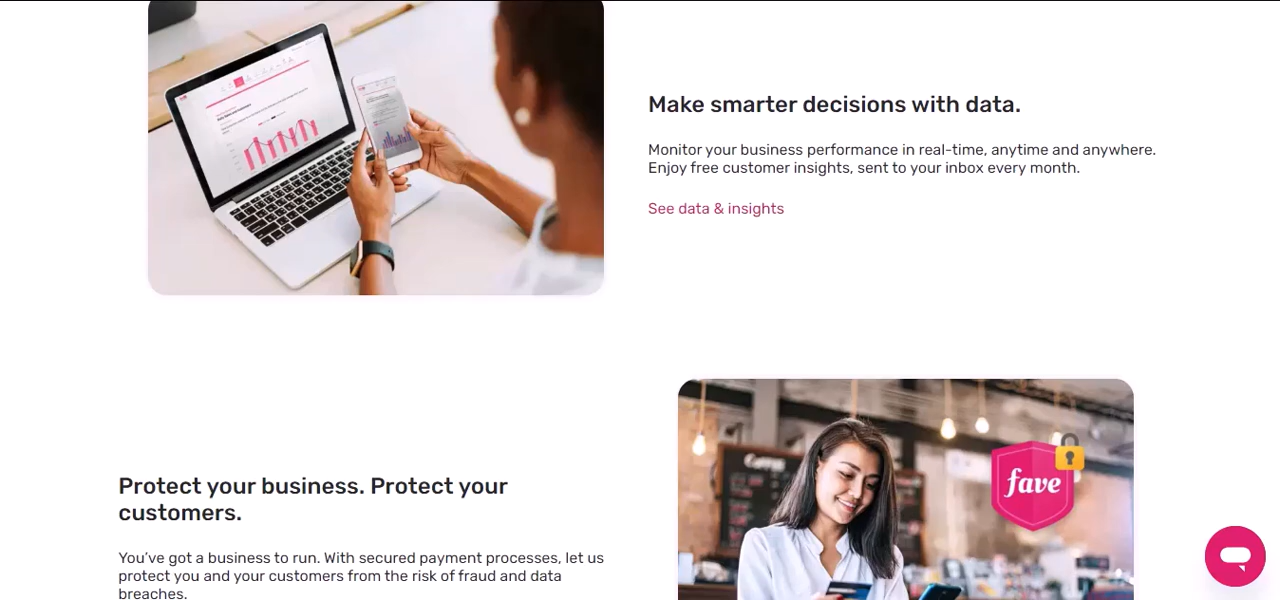 Make smarter decisions with data.
Monitor your business performance in real-time, anytime and anywhere.
Enjoy free customer insights, sent to your inbox every month.
See data & insights
Protect your business. Protect your
customers.
You’ve got a business to run. With secured payment processes, let us
protect you and your customers from the risk of fraud and data
breaches.
fave